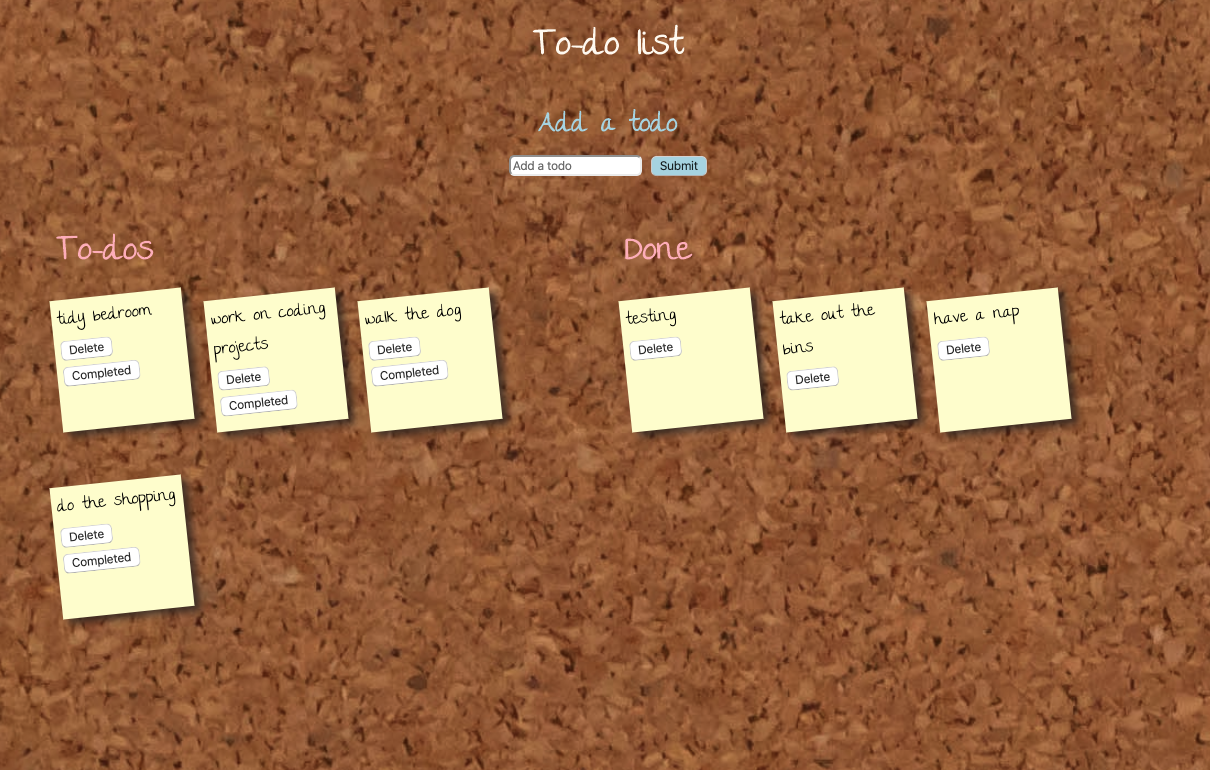 To-do list
Add a todo
Add a todo
Submit
To-dos
tidy bedroom
Delete
Completed
work on coding
projects
Delete
Completed
walk the dog
Delete
Completed
do the shopping
Delete
Completed
Done
testing
Delete
take out the
bins
Delete
have a nap
Delete